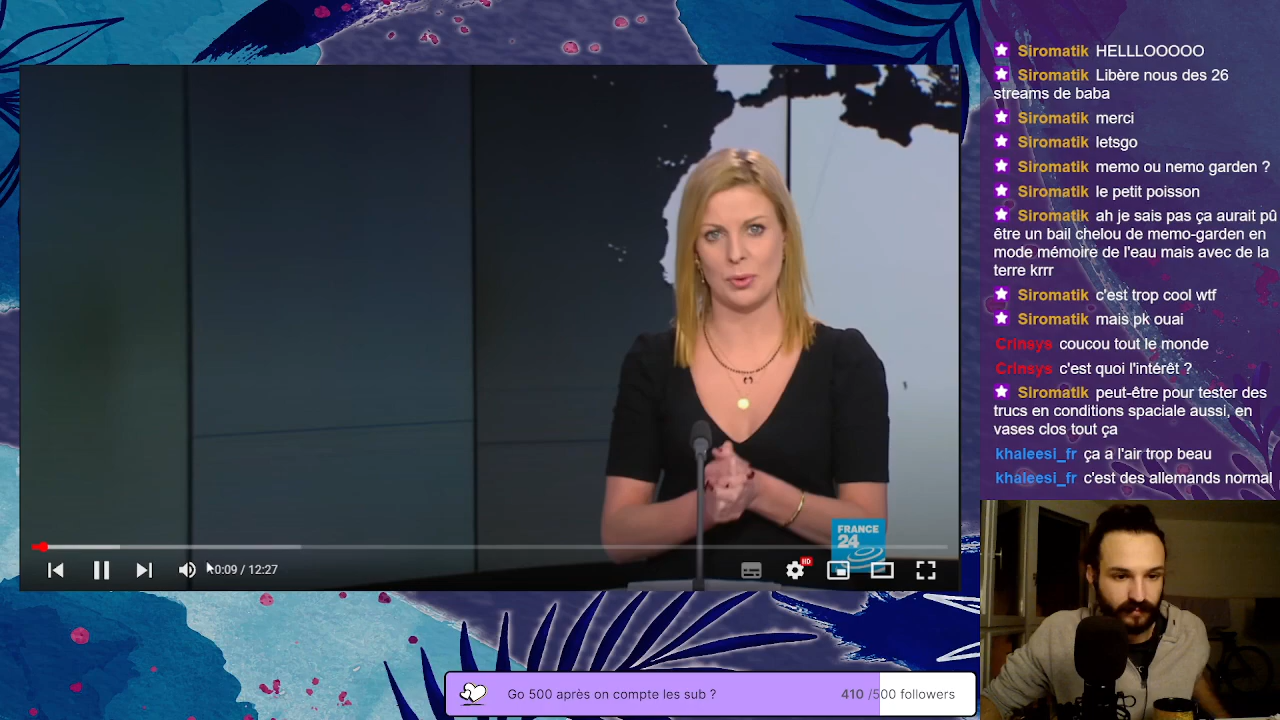 FRANCE
24
0:09 / 12:27
HD
Siromatik HELLLOOOOO
Siromatik Libère nous des 26
streams de baba
Siromatik merci
Siromatik letsgo
Siromatik memo ou nemo garden ?
Siromatik le petit poisson
Siromatik ah je sais pas ça aurait pû
être un bail chelou de memo-garden en
mode mémoire de l'eau mais avec de la
terre krrr
Siromatik c'est trop cool wtf
Siromatik mais pk ouai
Crinsys coucou tout le monde
Crinsys c'est quoi l'intérêt ?
Siromatik peut-être pour tester des
trucs en conditions spaciale aussi, en
vases clos tout ça
khaleesi_fr ça a l'air trop beau
khaleesi_fr c'est des allemands normal
Go 500 après on compte les sub ?
410 /500 followers